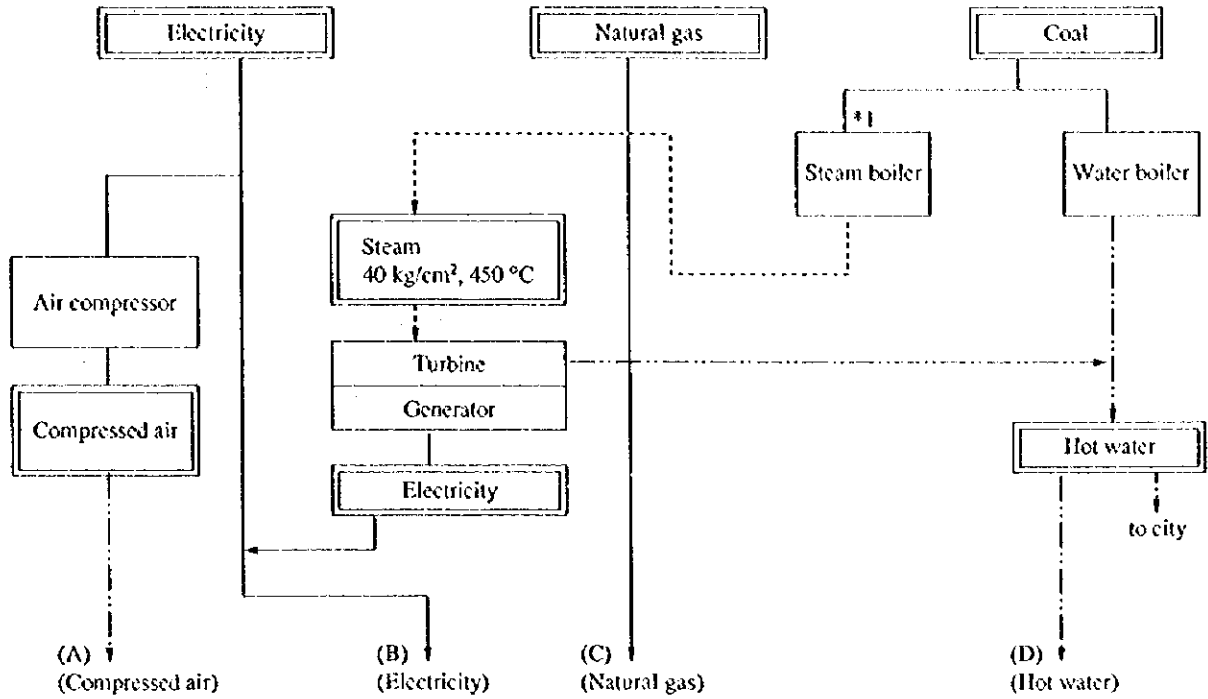 Electricity
Natural gas
Coal
*1
Steam boiler
Water boiler
Steam
40 kg/cm², 450 °C
Air compressor
Turbine
Generator
Compressed air
Hot water
Electricity
to city
(A)
(Compressed air)
(B)
(Electricity)
(C)
(Natural gas)
(D)
(Hot water)